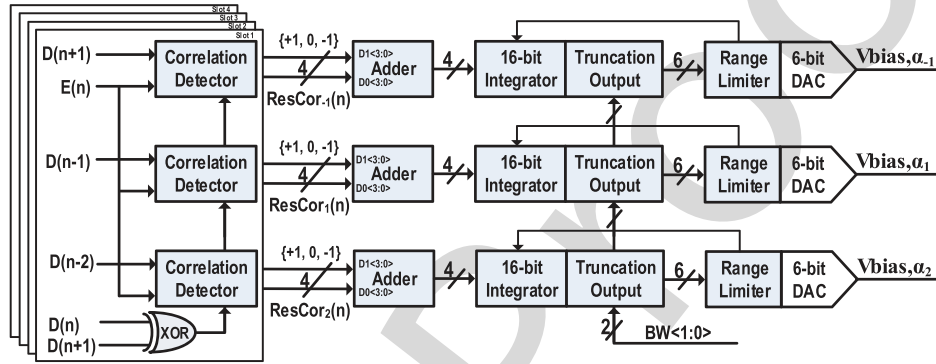 Slot 4
Slot 3
Slot 2
Slot 1
D(n+1)
E(n)
Correlation
Detector
{+1, 0, -1}
4
ResCor-1(n)
D1<3:0>
Adder
D0<3:0>
4
16-bit
Integrator
Truncation
Output
6
Range
Limiter
6-bit
DAC
Vbias,α-1
D(n-1)
Correlation
Detector
{+1, 0, -1}
4
ResCor1(n)
D1<3:0>
Adder
D0<3:0>
4
16-bit
Integrator
Truncation
Output
6
Range
Limiter
6-bit
DAC
Vbias,α1
D(n-2)
Correlation
Detector
{+1, 0, -1}
4
ResCor2(n)
D1<3:0>
Adder
D0<3:0>
4
16-bit
Integrator
Truncation
Output
6
Range
Limiter
6-bit
DAC
Vbias,α2
D(n)
D(n+1)
XOR
2
BW<1:0>